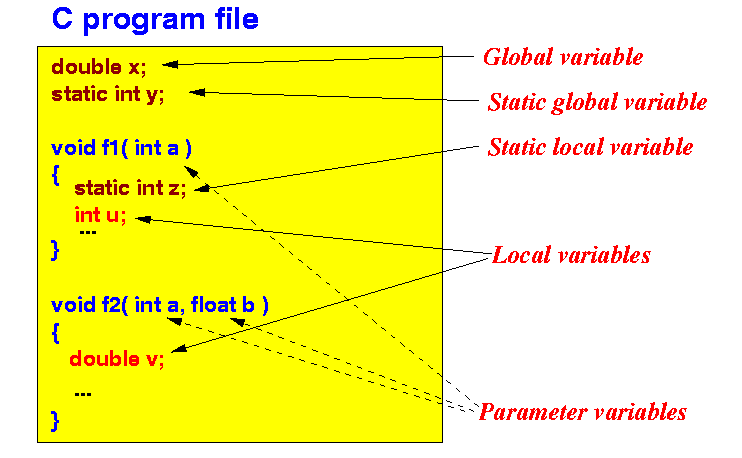 C program file
double x;
Global variable
static int y;
Static global variable
void f1( int a )
Static local variable
{
static int z;
int u;
...
}
Local variables
void f2( int a, float b )
{
double v;
...
Parameter variables
}